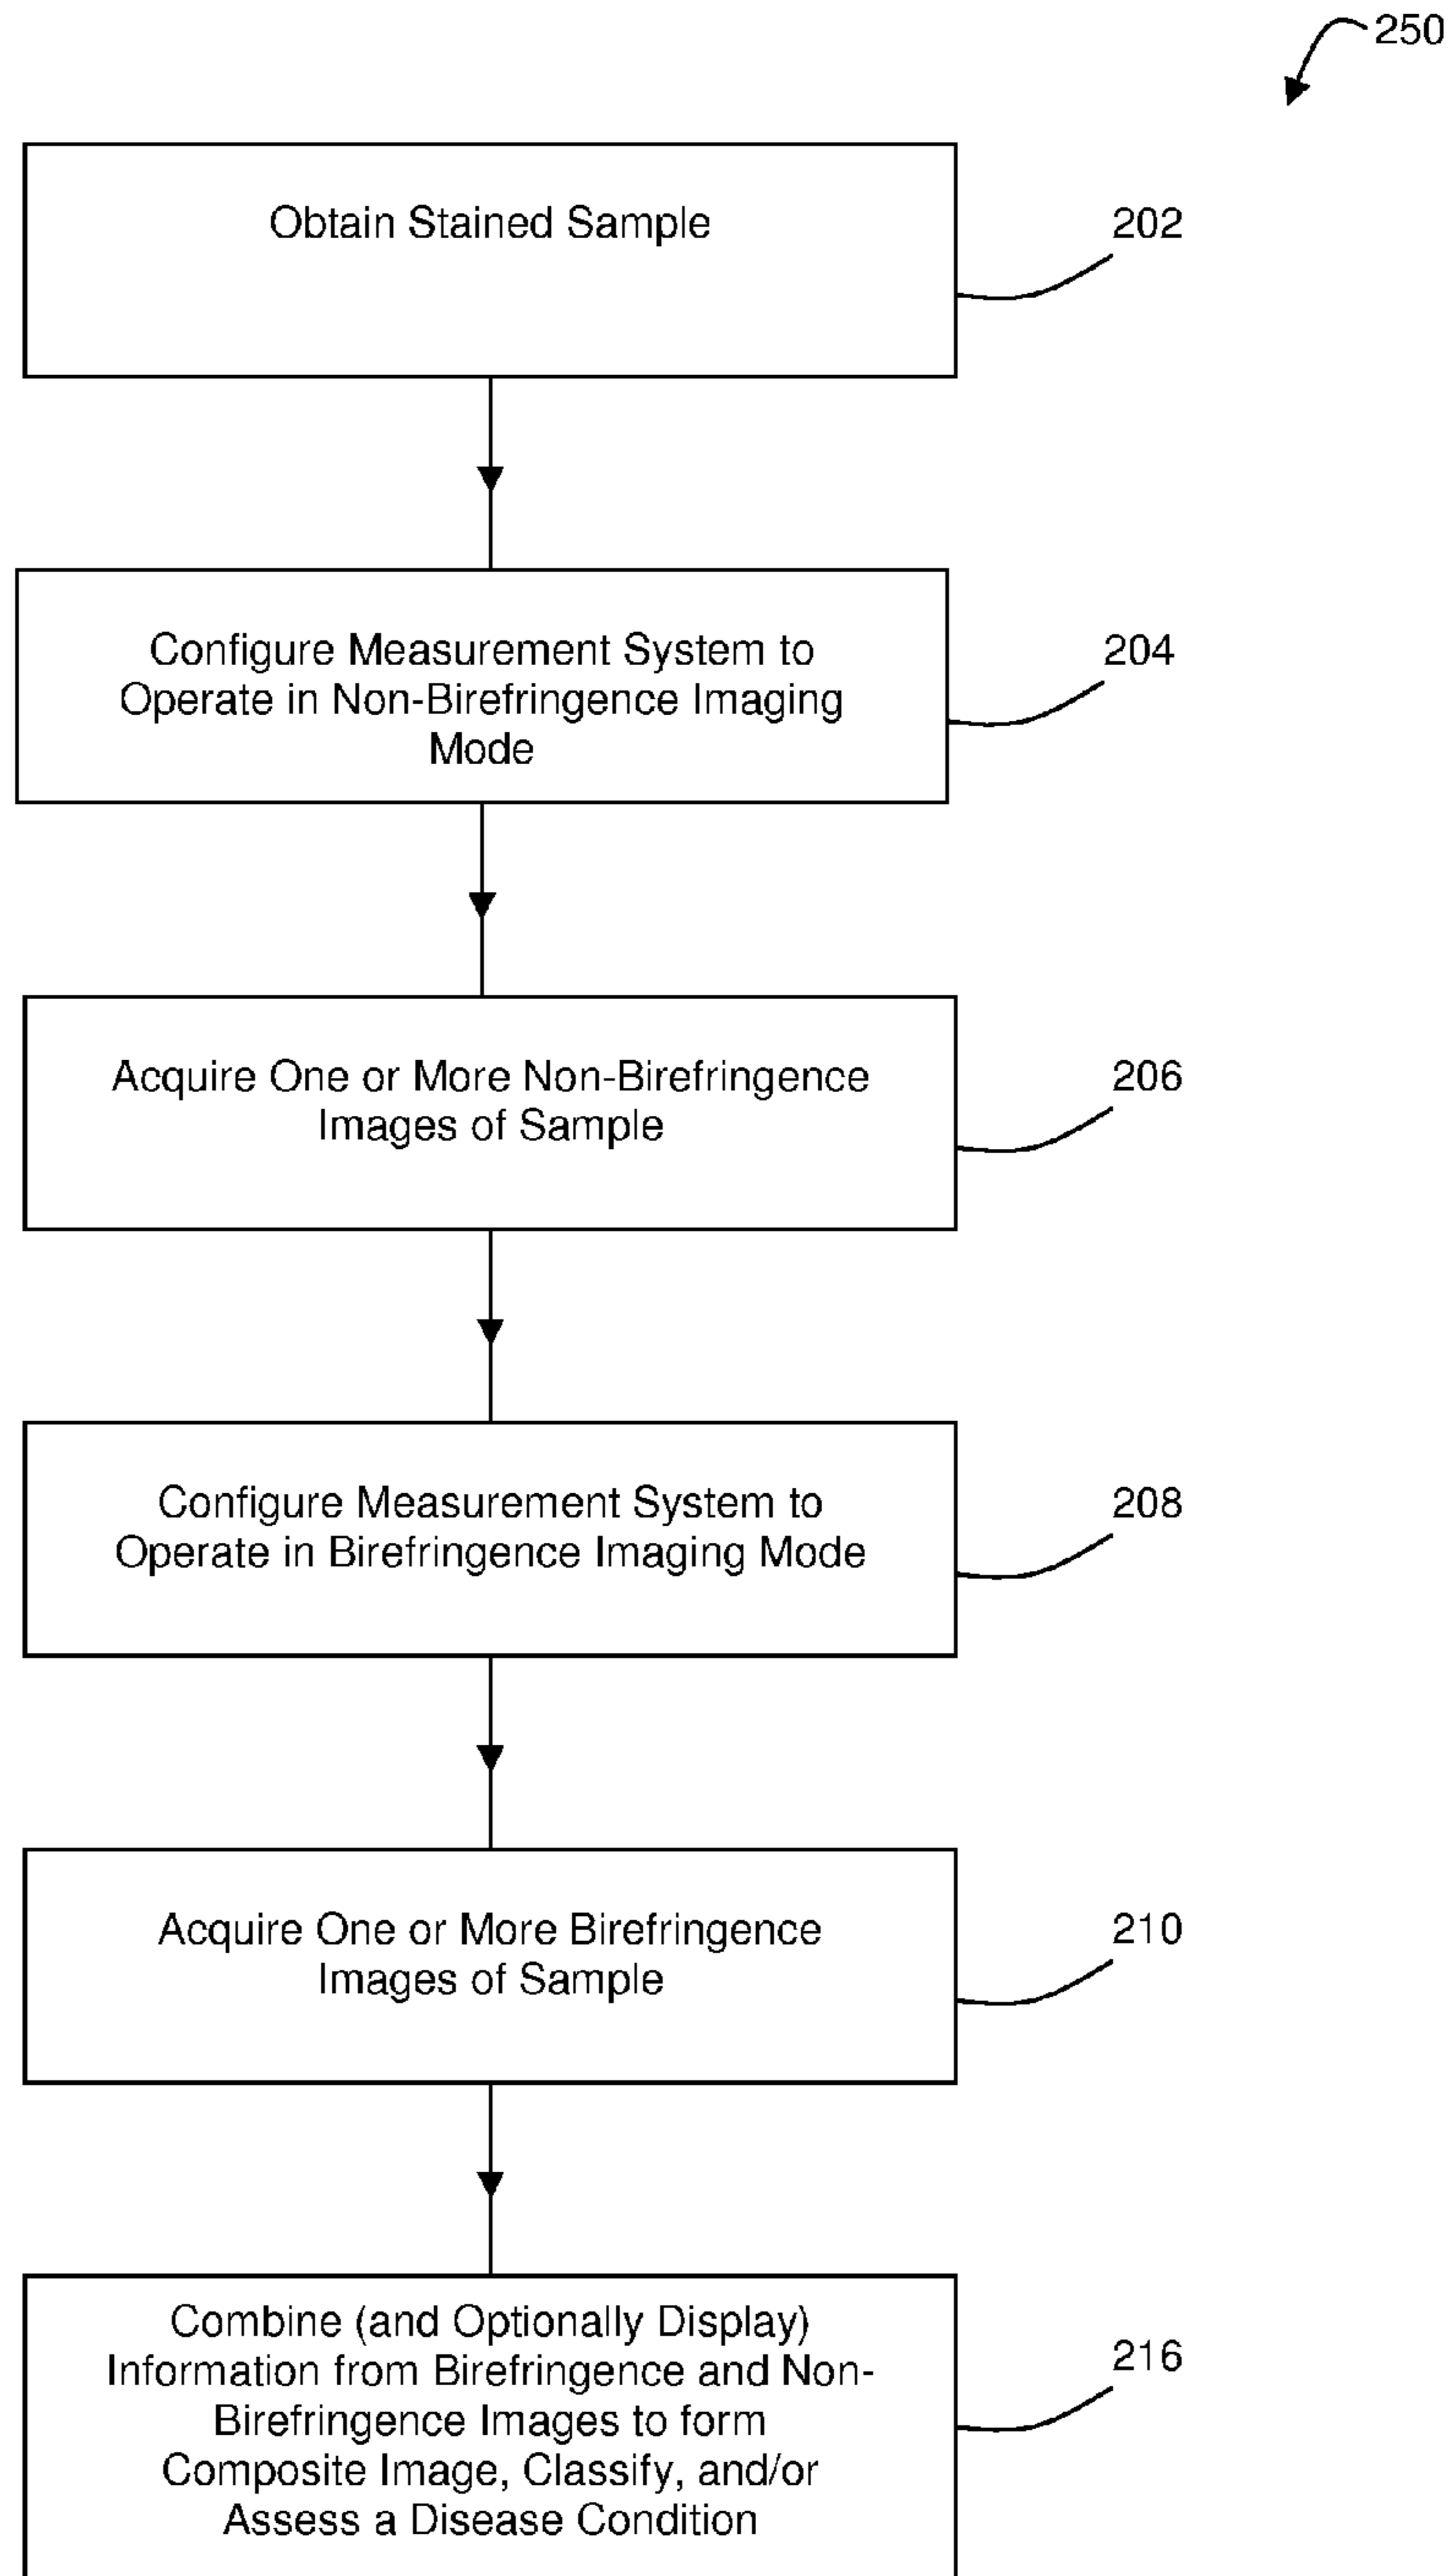 250
Obtain Stained Sample
202
Configure Measurement System to
Operate in Non-Birefringence Imaging
Mode
204
Acquire One or More Non-Birefringence
Images of Sample
206
Configure Measurement System to
Operate in Birefringence Imaging Mode
208
Acquire One or More Birefringence
Images of Sample
210
Combine (and Optionally Display)
Information from Birefringence and Non-
Birefringence Images to form
Composite Image, Classify, and/or
Assess a Disease Condition
216